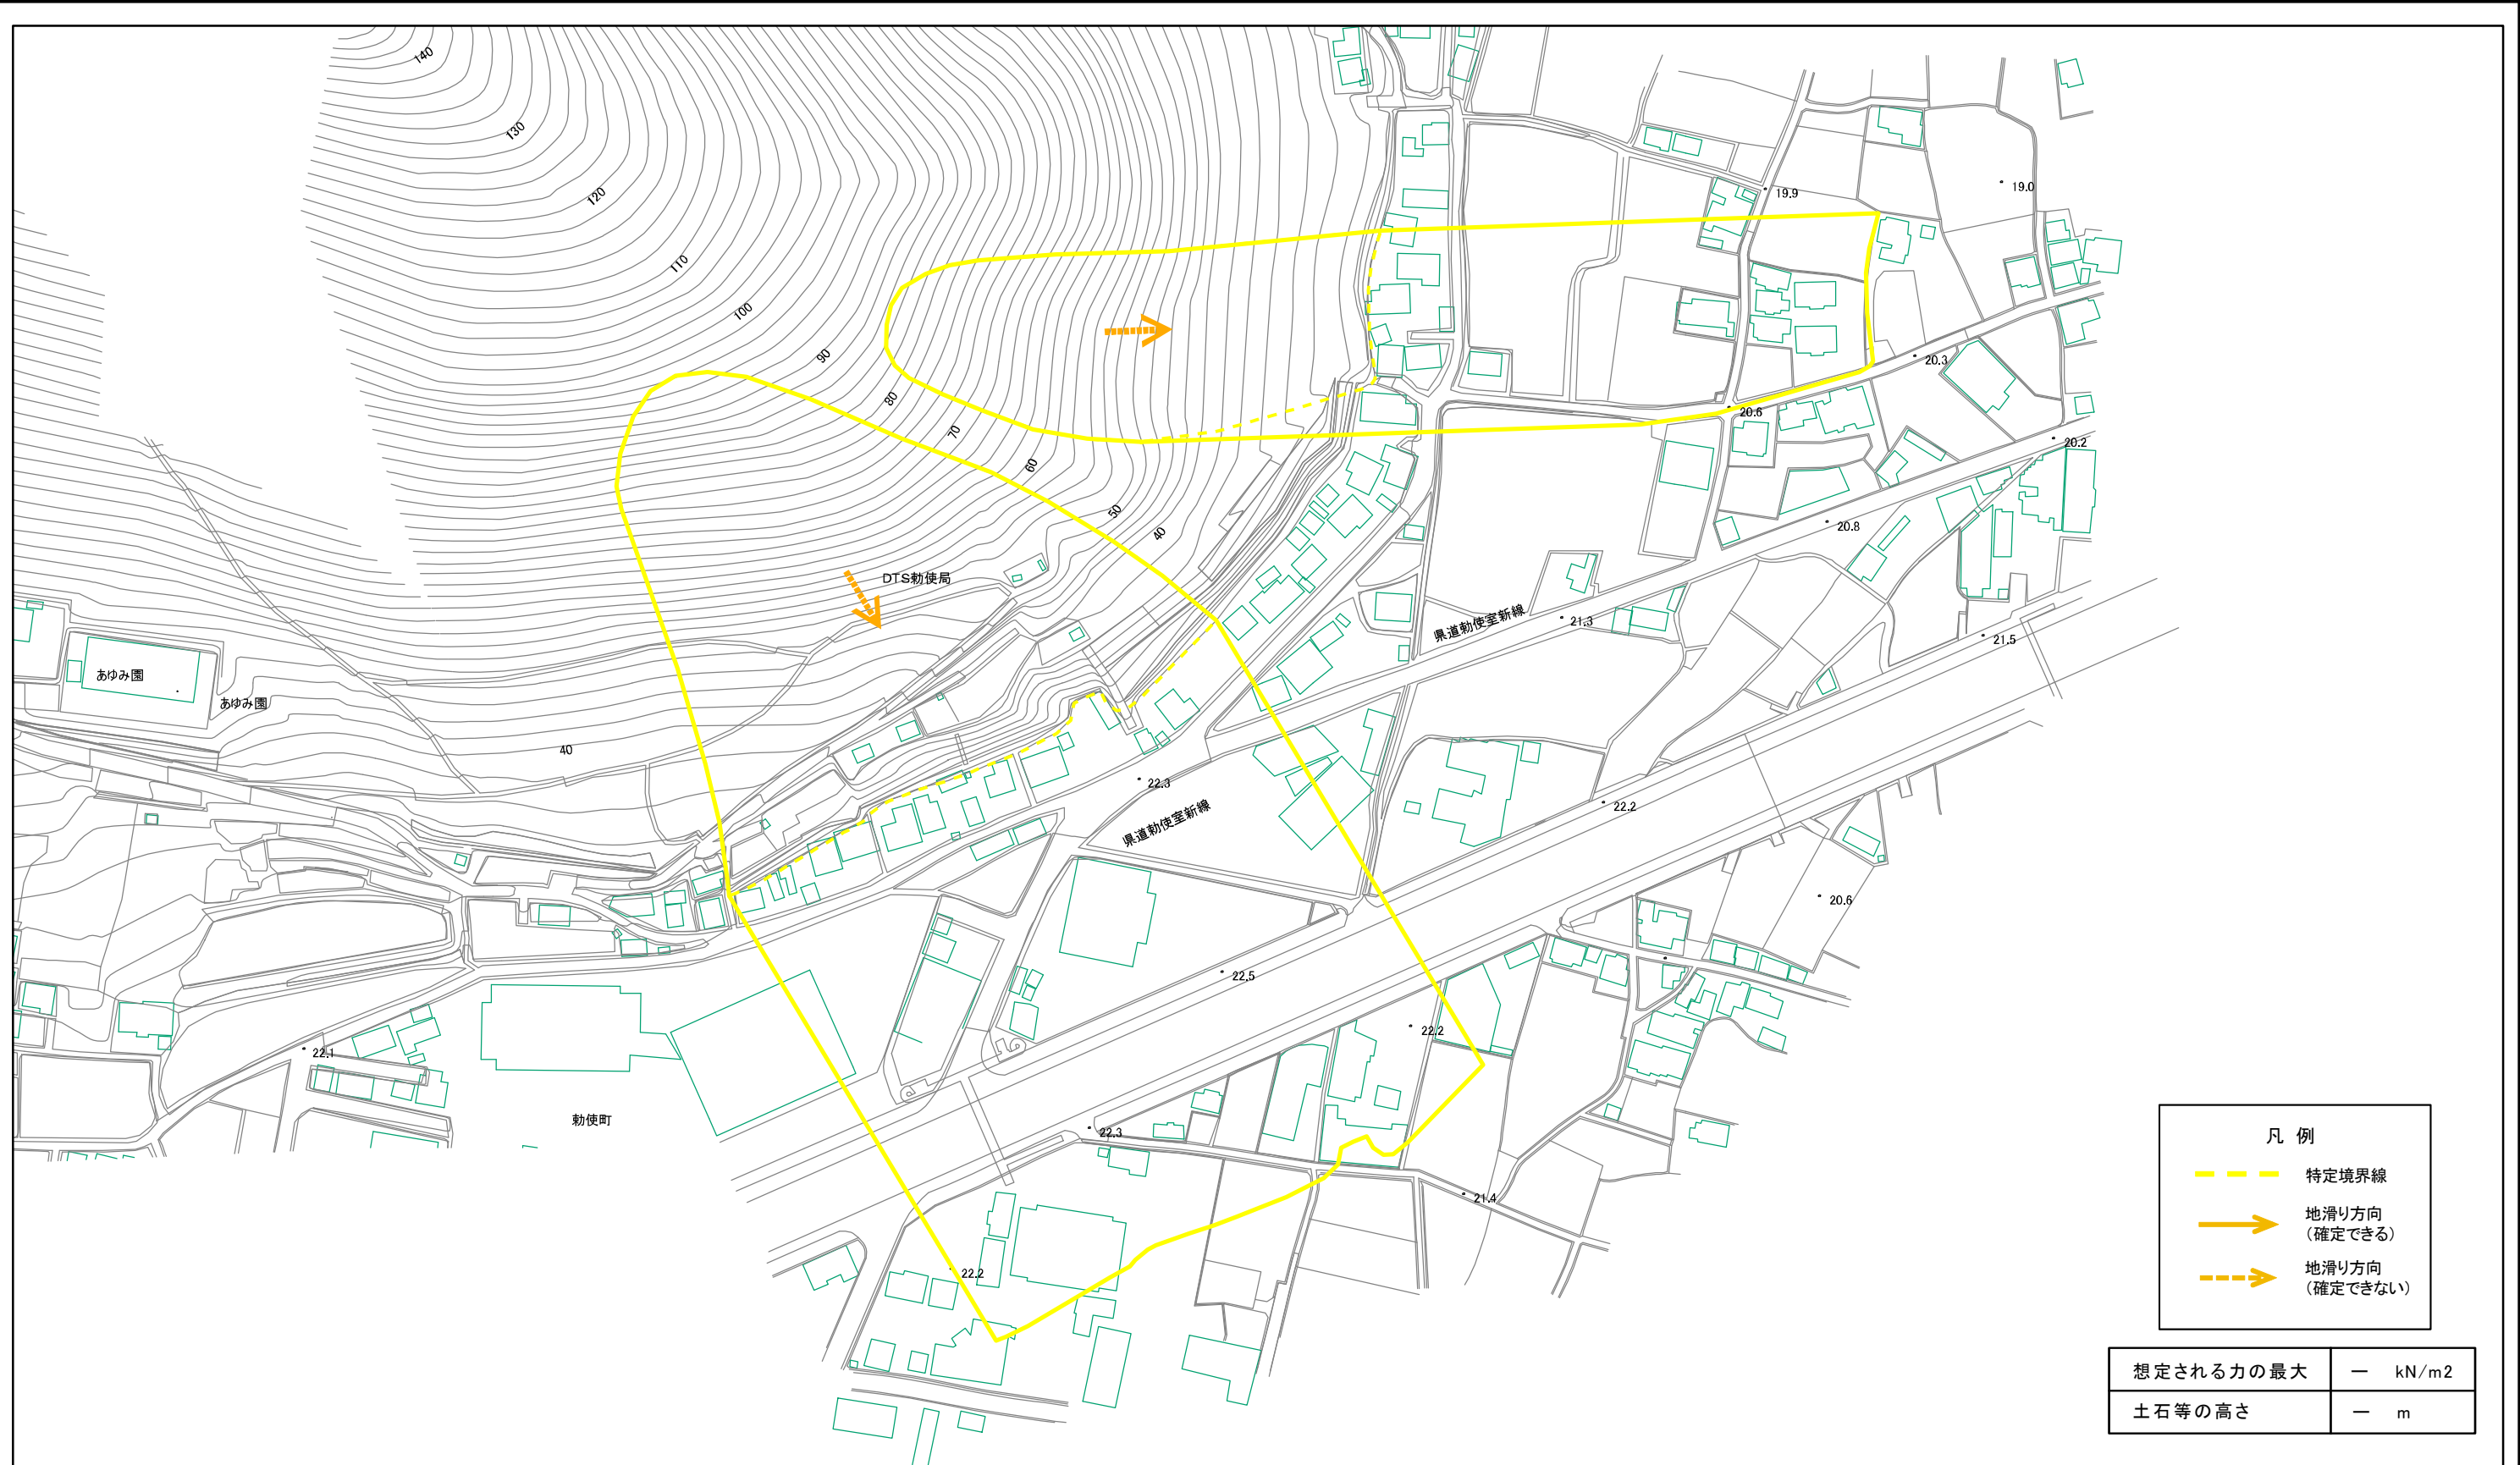 140
130
120
110
100
90
80
70
60
50
40
19.9
19.0
20.3
20.6
20.2
20.8
DTS勅使局
県道勅使室新線
21.3
21.5
あゆみ園
あゆみ園
40
22.3
県道勅使室新線
22.2
20.6
22.5
22.2
22.1
勅使町
22.3
21.4
22.2
凡 例
特定境界線
地滑り方向
(確定できる)
地滑り方向
(確定できない)
想定される力の最大 － kN/m2
土石等の高さ － m